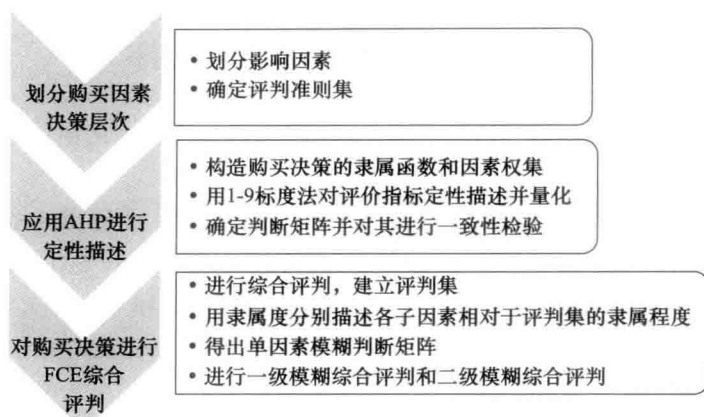 划分购买因素
决策层次
• 划分影响因素
• 确定评判准则集
应用AHP进行
定性描述
• 构造购买决策的隶属函数和因素权集
• 用1-9标度法对评价指标定性描述并量化
• 确定判断矩阵并对其进行一致性检验
对购买决策进行
FCE综合
评判
• 进行综合评判，建立评判集
• 用隶属度分别描述各子因素相对于评判集的隶属程度
• 得出单因素模糊判断矩阵
• 进行一级模糊综合评判和二级模糊综合评判